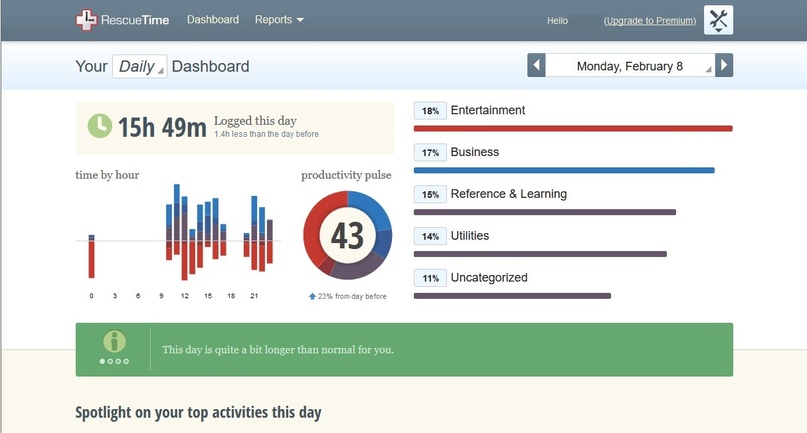 RescueTime Dashboard Reports Hello (Upgrade to Premium)
Your Daily Dashboard
Monday, February 8
15h 49m Logged this day
1.4h less than the day before
time by hour
productivity pulse
43
0 3 6 9 12 15 18 21
23% from day before
18% Entertainment
17% Business
15% Reference & Learning
14% Utilities
11% Uncategorized
This day is quite a bit longer than normal for you.
Spotlight on your top activities this day